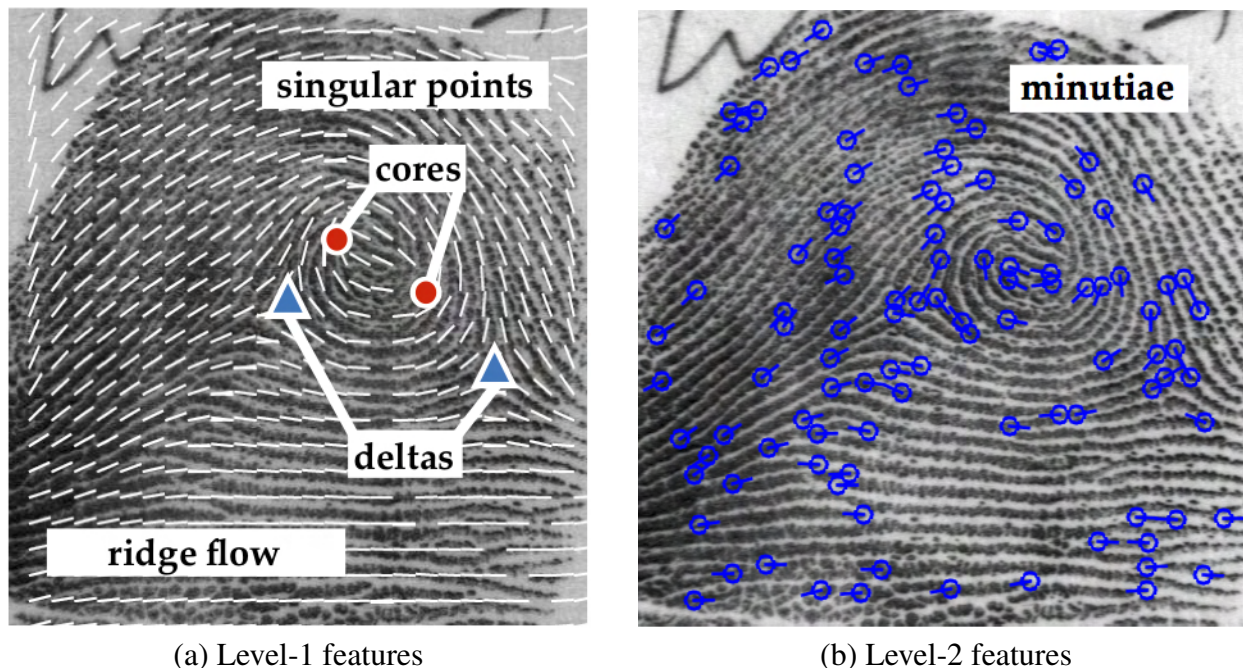 singular points
cores
deltas
ridge flow
(a) Level-1 features
minutiae
(b) Level-2 features